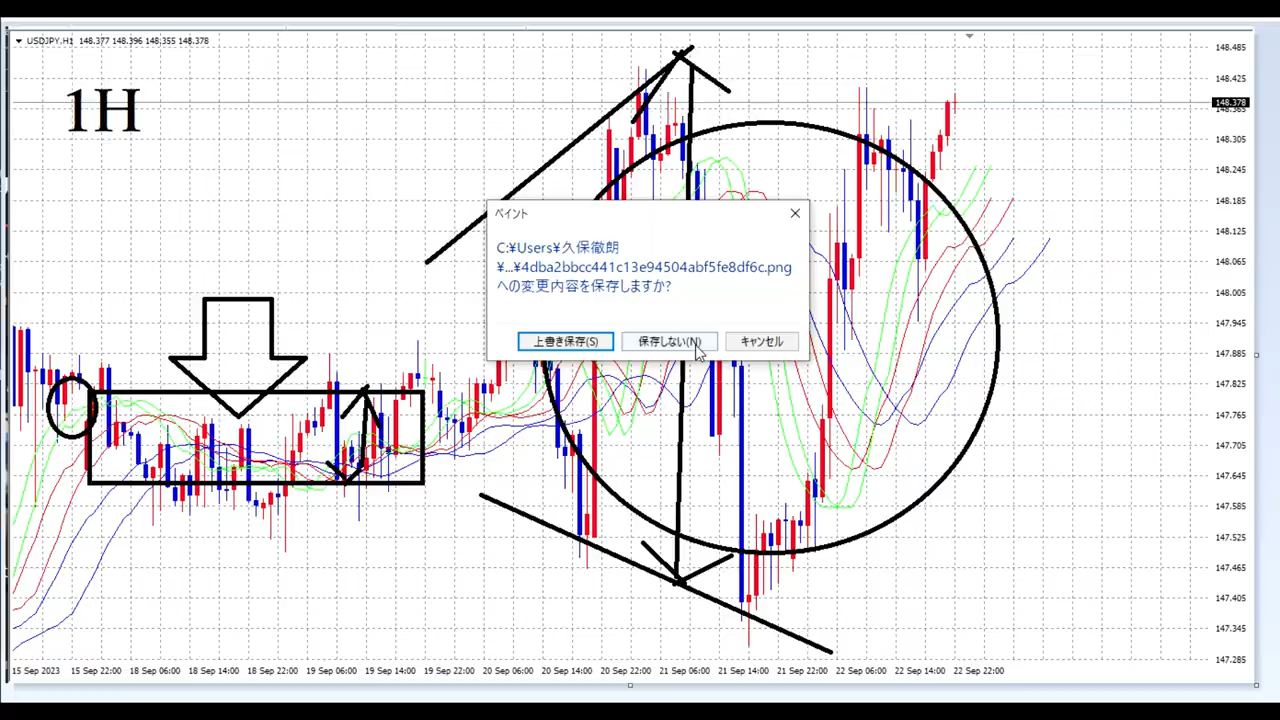 USDJPY,H1 148.377 148.396 148.355 148.378
1H
148.485
148.425
148.378
148.365
148.305
148.245
148.185
148.125
148.065
148.005
147.945
147.885
147.825
147.765
147.705
147.645
147.585
147.525
147.465
147.405
147.345
147.285
ペイント
C:¥Users¥久保徹朗
¥...¥4dba2bbcc441c13e94504abf5fe8df6c.png
への変更内容を保存しますか?
上書き保存(S) 保存しない(N) キャンセル
15 Sep 2023 15 Sep 22:00 18 Sep 06:00 18 Sep 14:00 18 Sep 22:00 19 Sep 06:00 19 Sep 14:00 19 Sep 22:00 20 Sep 06:00 20 Sep 14:00 20 Sep 22:00 21 Sep 06:00 21 Sep 14:00 21 Sep 22:00 22 Sep 06:00 22 Sep 14:00 22 Sep 22:00